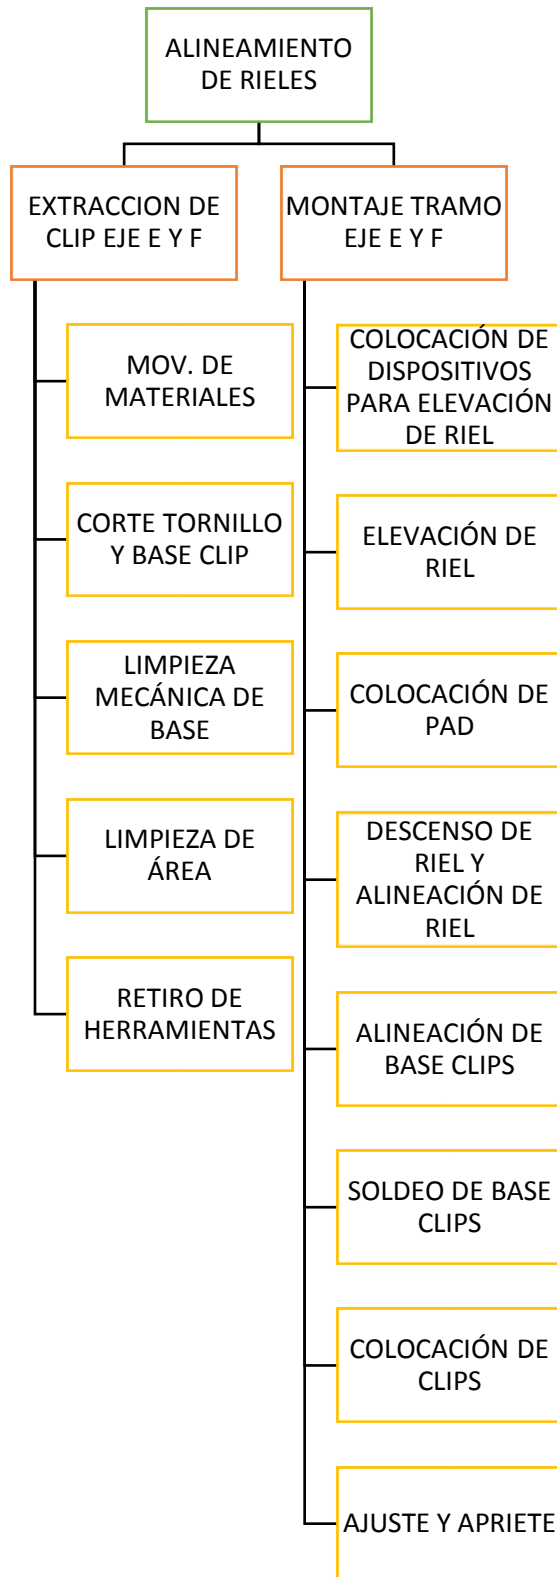 ALINEAMIENTO
DE RIELES
EXTRACCION DE
CLIP EJE E Y F
MOV. DE
MATERIALES
CORTE TORNILLO
Y BASE CLIP
LIMPIEZA
MECÁNICA DE
BASE
LIMPIEZA DE
ÁREA
RETIRO DE
HERRAMIENTAS
MONTAJE TRAMO
EJE E Y F
COLOCACIÓN DE
DISPOSITIVOS
PARA ELEVACIÓN
DE RIEL
ELEVACIÓN DE
RIEL
COLOCACIÓN DE
PAD
DESCENSO DE
RIEL Y
ALINEACIÓN DE
RIEL
ALINEACIÓN DE
BASE CLIPS
SOLDEO DE BASE
CLIPS
COLOCACIÓN DE
CLIPS
AJUSTE Y APRIETE